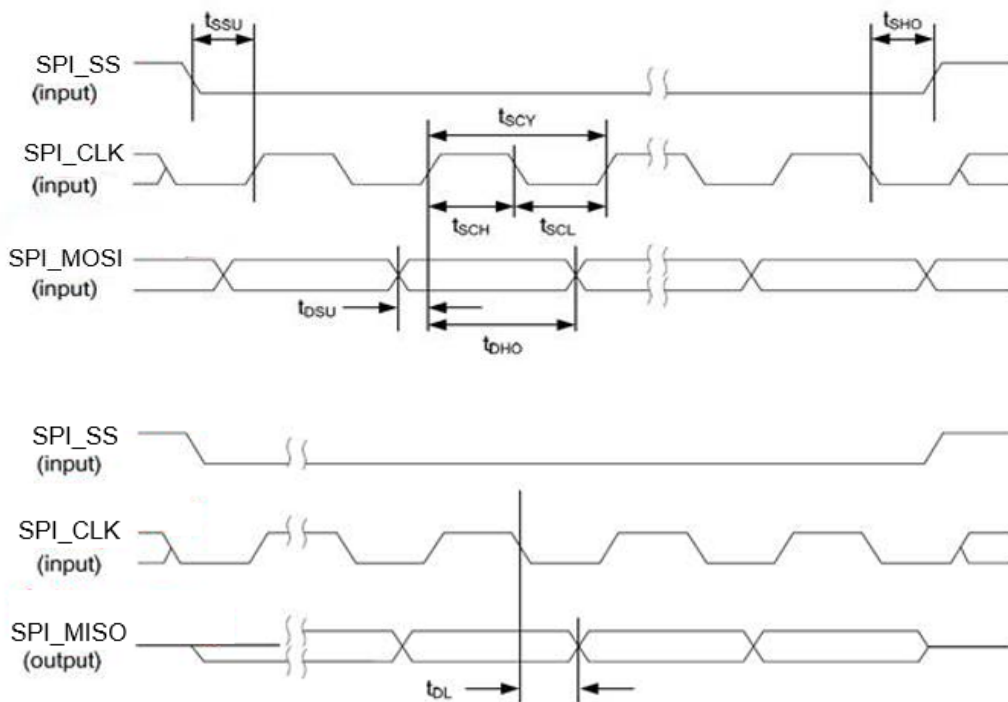 tSSU
tSHO
SPI_SS
(input)
tSCY
SPI_CLK
(input)
tSCH
tSCL
SPI_MOSI
(input)
tDSU
tDHO
SPI_SS
(input)
SPI_CLK
(input)
SPI_MISO
(output)
tDL